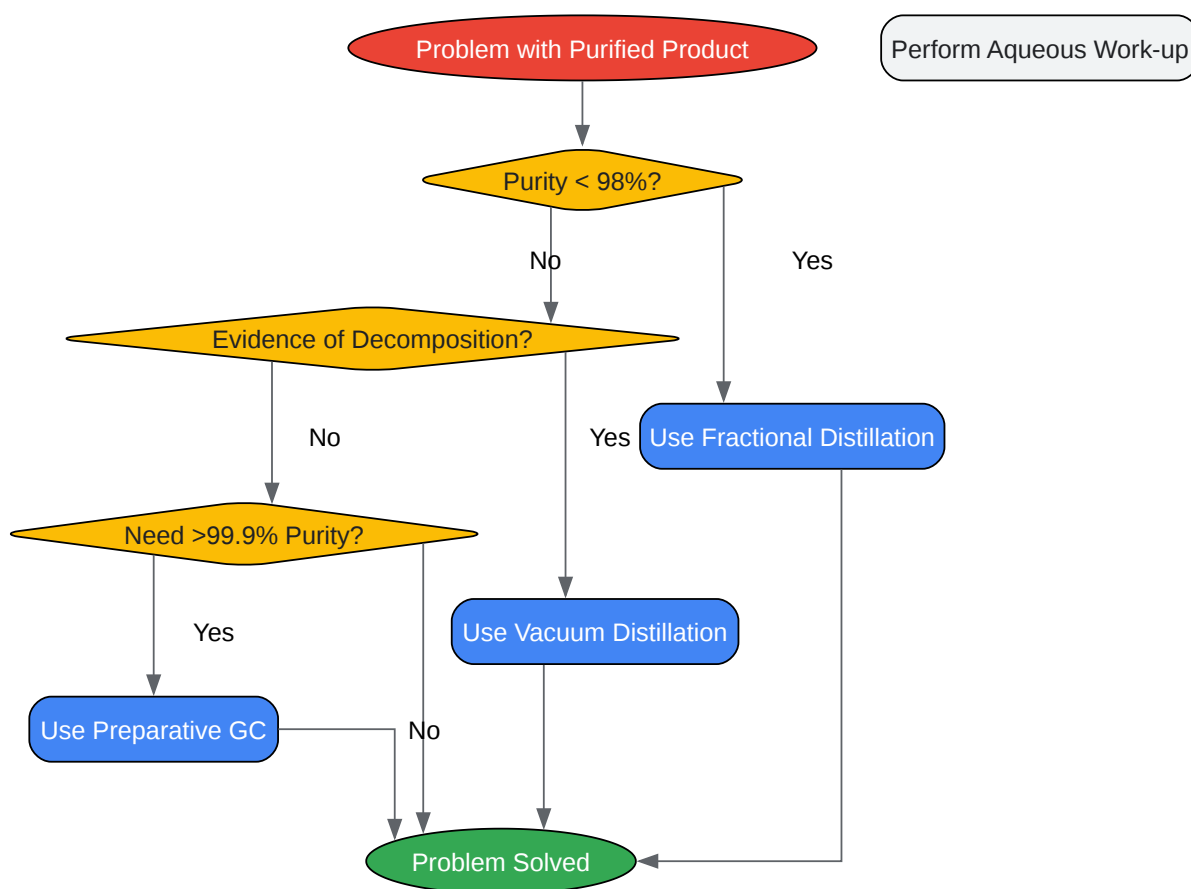 Problem with Purified Product
Perform Aqueous Work-up
Purity < 98%?
No
Yes
Evidence of Decomposition?
No
Yes
Use Fractional Distillation
Need >99.9% Purity?
Yes
Use Vacuum Distillation
Use Preparative GC
No
Problem Solved